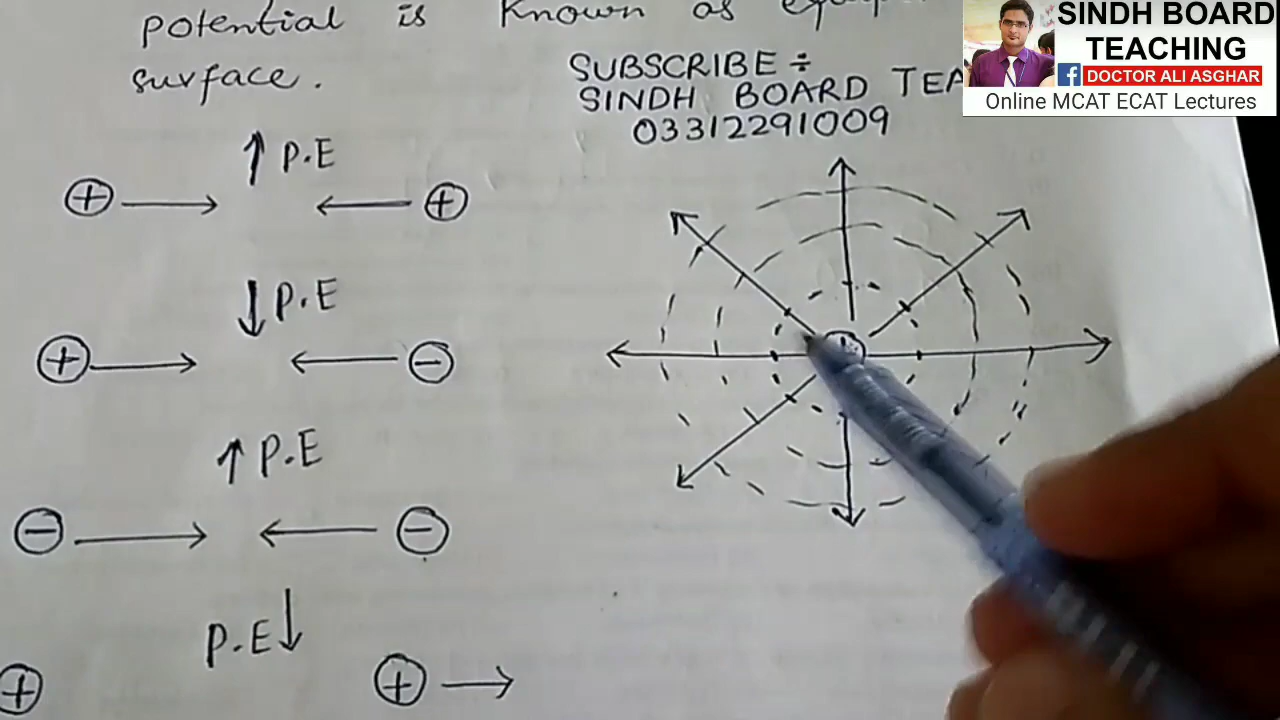 potential is known as
surface.
SUBSCRIBE ÷
SINDH BOARD
03312291009
SINDH BOARD
TEACHING
f DOCTOR ALI ASGHAR
Online MCAT ECAT Lectures
↑ P.E
+ → ← +
↓ P.E
+ → ← −
↑ P.E
− → ← −
P.E ↓
+ + →
+